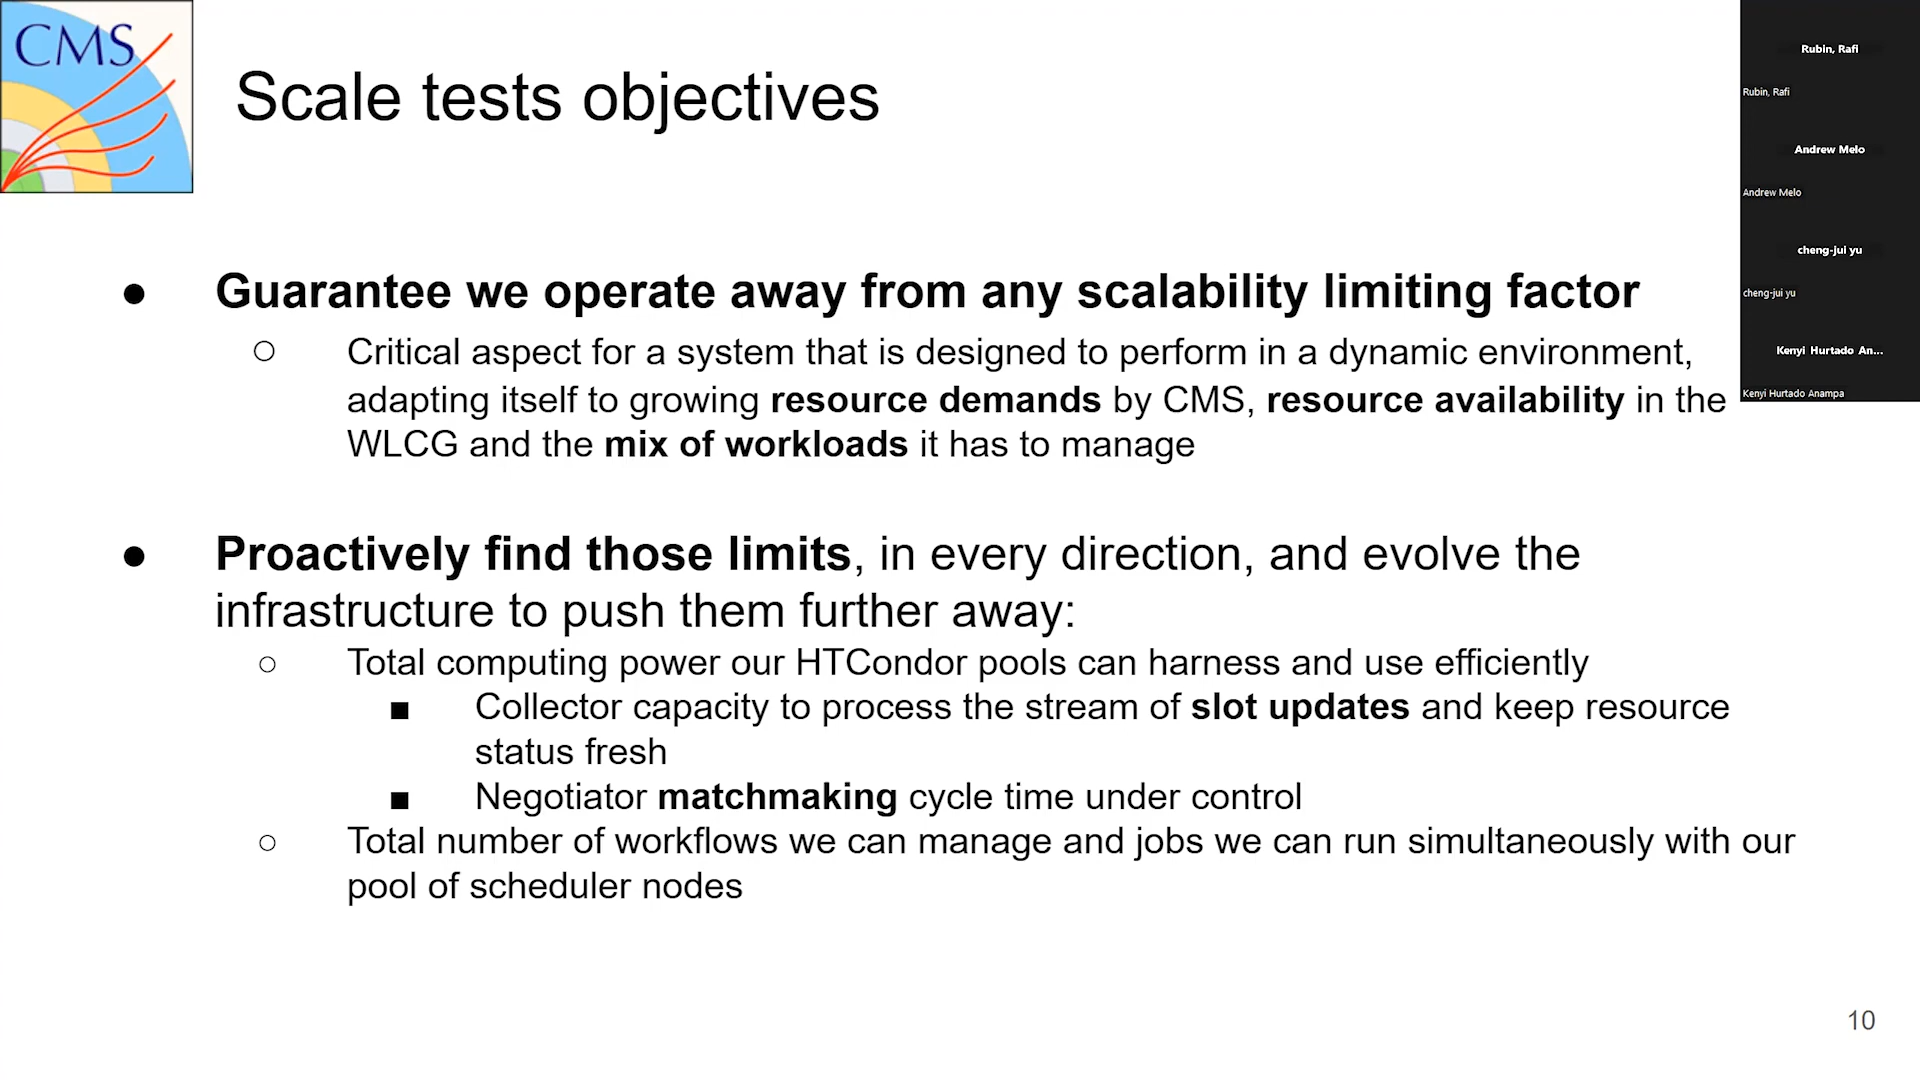 CMS
Scale tests objectives
● Guarantee we operate away from any scalability limiting factor
○ Critical aspect for a system that is designed to perform in a dynamic environment,
adapting itself to growing resource demands by CMS, resource availability in the
WLCG and the mix of workloads it has to manage
● Proactively find those limits, in every direction, and evolve the
infrastructure to push them further away:
○ Total computing power our HTCondor pools can harness and use efficiently
■ Collector capacity to process the stream of slot updates and keep resource
status fresh
■ Negotiator matchmaking cycle time under control
○ Total number of workflows we can manage and jobs we can run simultaneously with our
pool of scheduler nodes
10
Rubin, Rafi
Rubin, Rafi
Andrew Melo
Andrew Melo
cheng-jui yu
cheng-jui yu
Kenyi Hurtado An...
Kenyi Hurtado Anampa